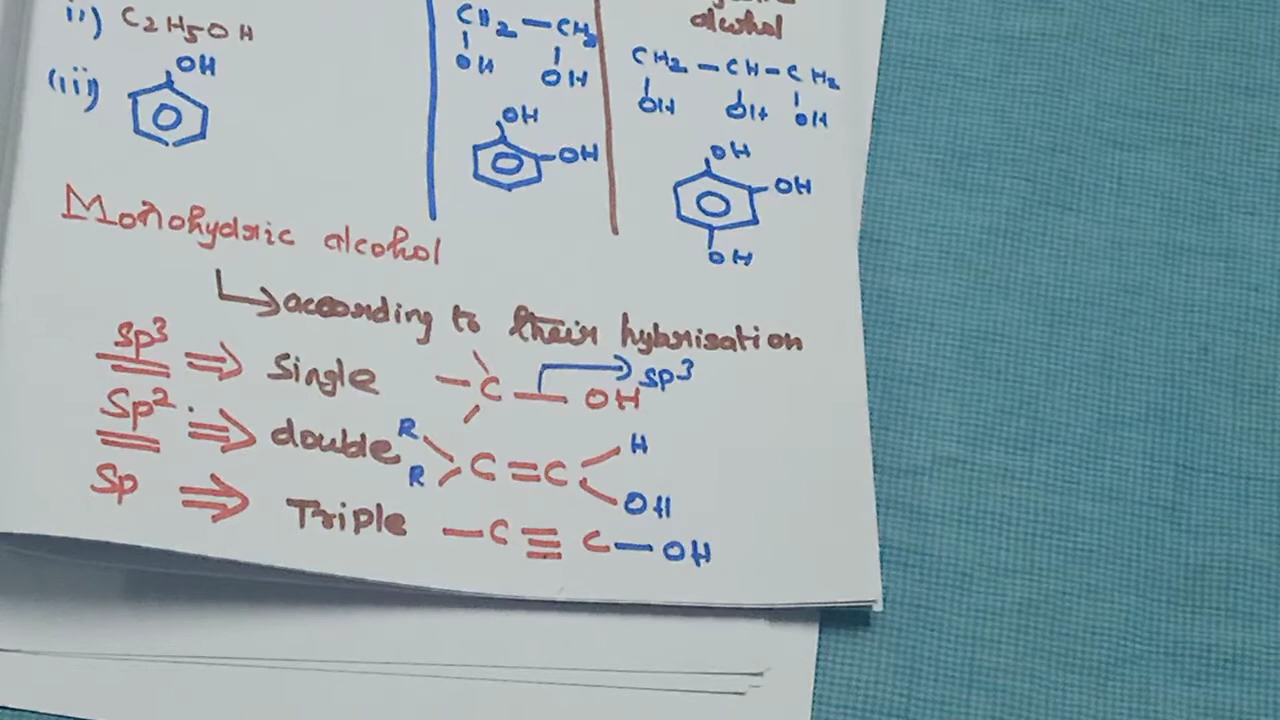 ii) C2H5OH
(iii) OH
CH2 – CH2
OH OH
OH
OH
alcohol
CH2 – CH – CH2
OH OH OH
OH
OH
OH
Monohydric alcohol
according to their hybrisation
Sp3 ⇒ Single – C – OH sp3
Sp2 ⇒ double R R C = C H OH
Sp ⇒ Triple – C ≡ C – OH